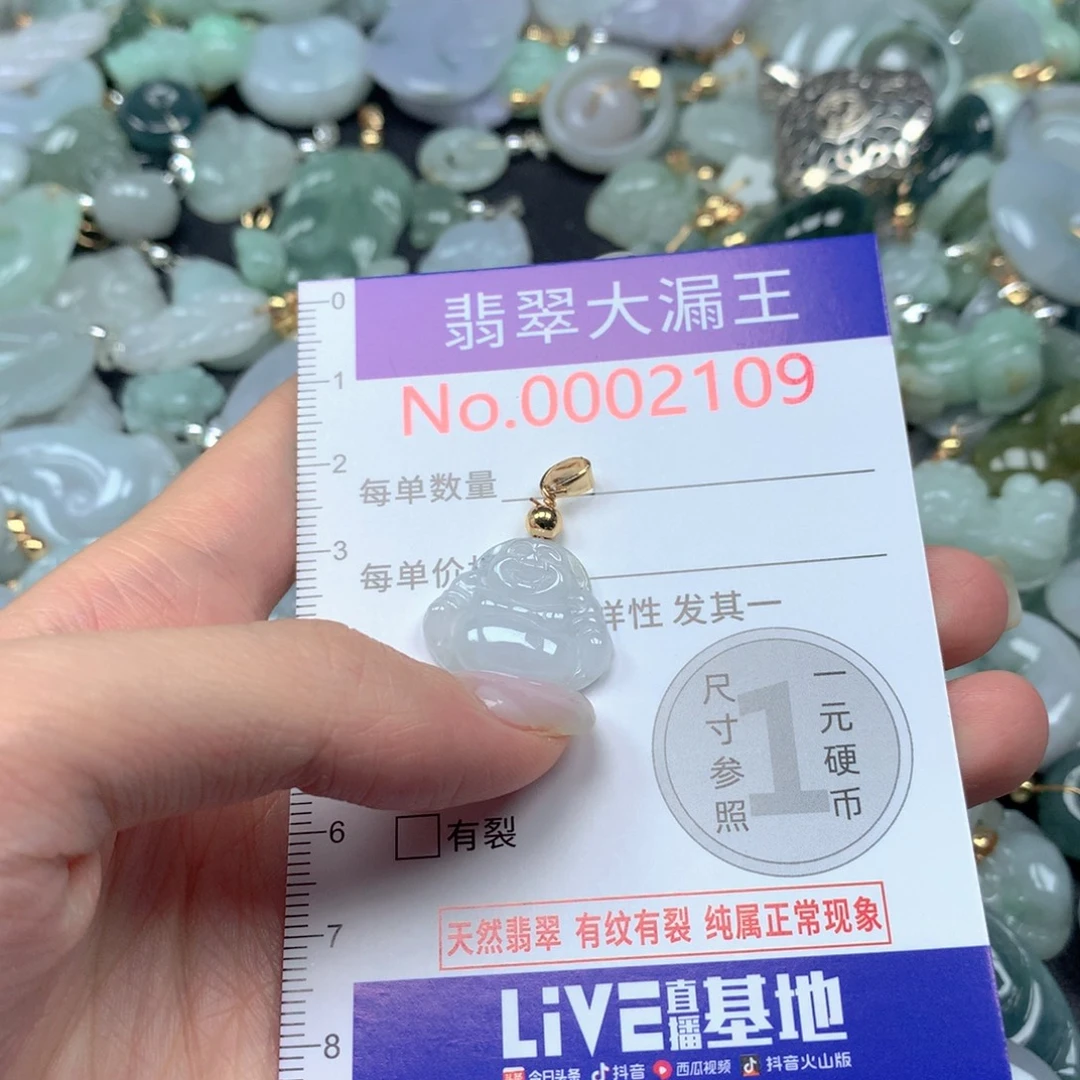 翡翠大漏王
No.0002109
每单数量
每单价
样性 发其一
尺寸参照
1
一元硬币
有裂
天然翡翠 有纹有裂 纯属正常现象
LiVE直播基地
头条 今日头条 抖音 西瓜视频 抖音火山版
0
1
2
3
6
7
8